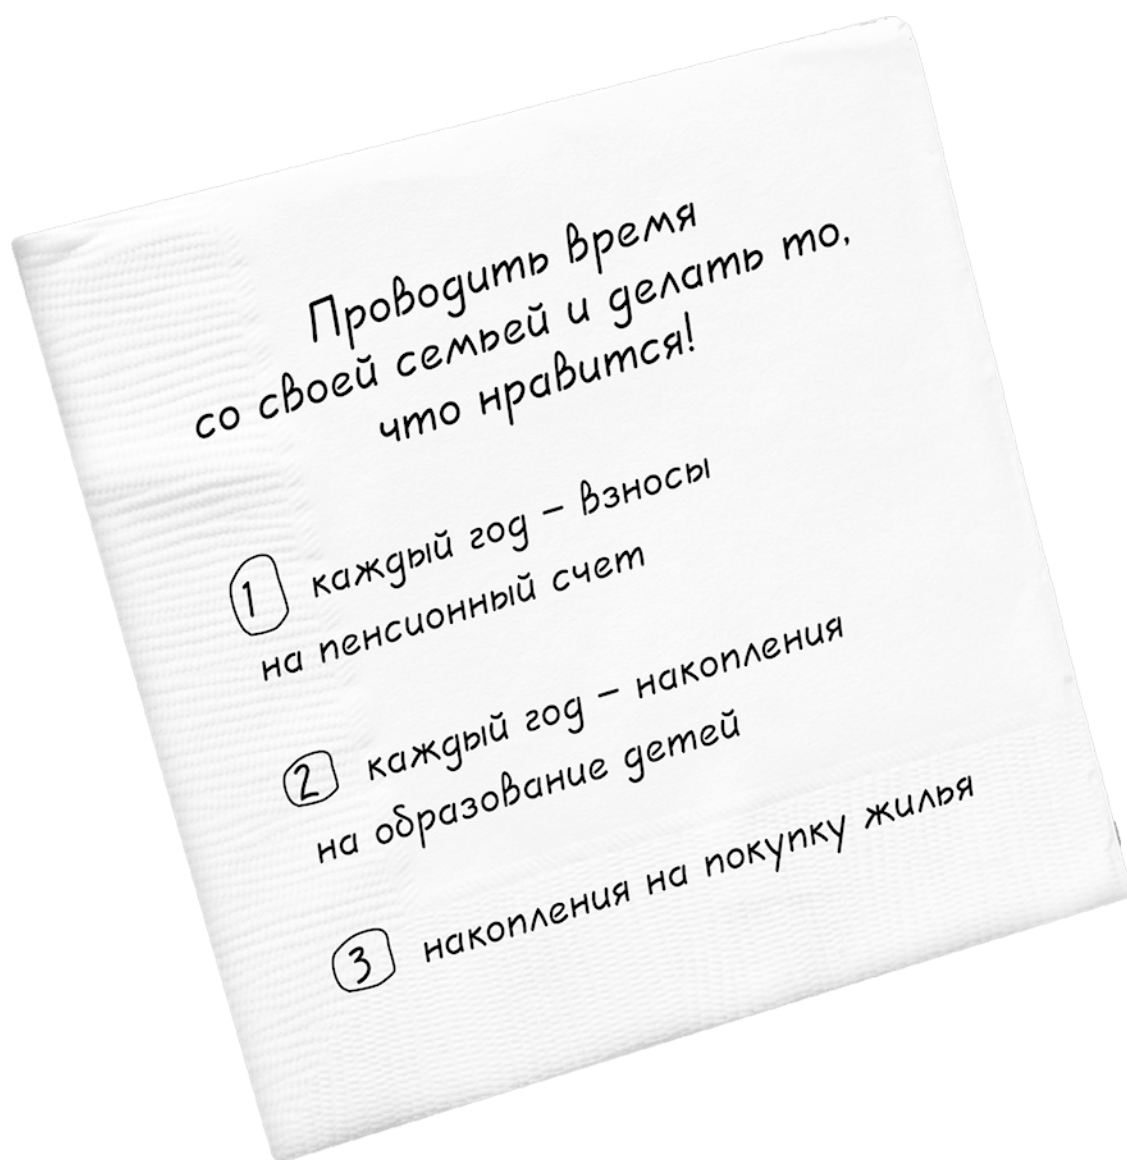 Проводить время
со своей семьей и делать то,
что нравится!
1 каждый год – взносы
на пенсионный счет
2 каждый год – накопления
на образование детей
3 накопления на покупку жилья